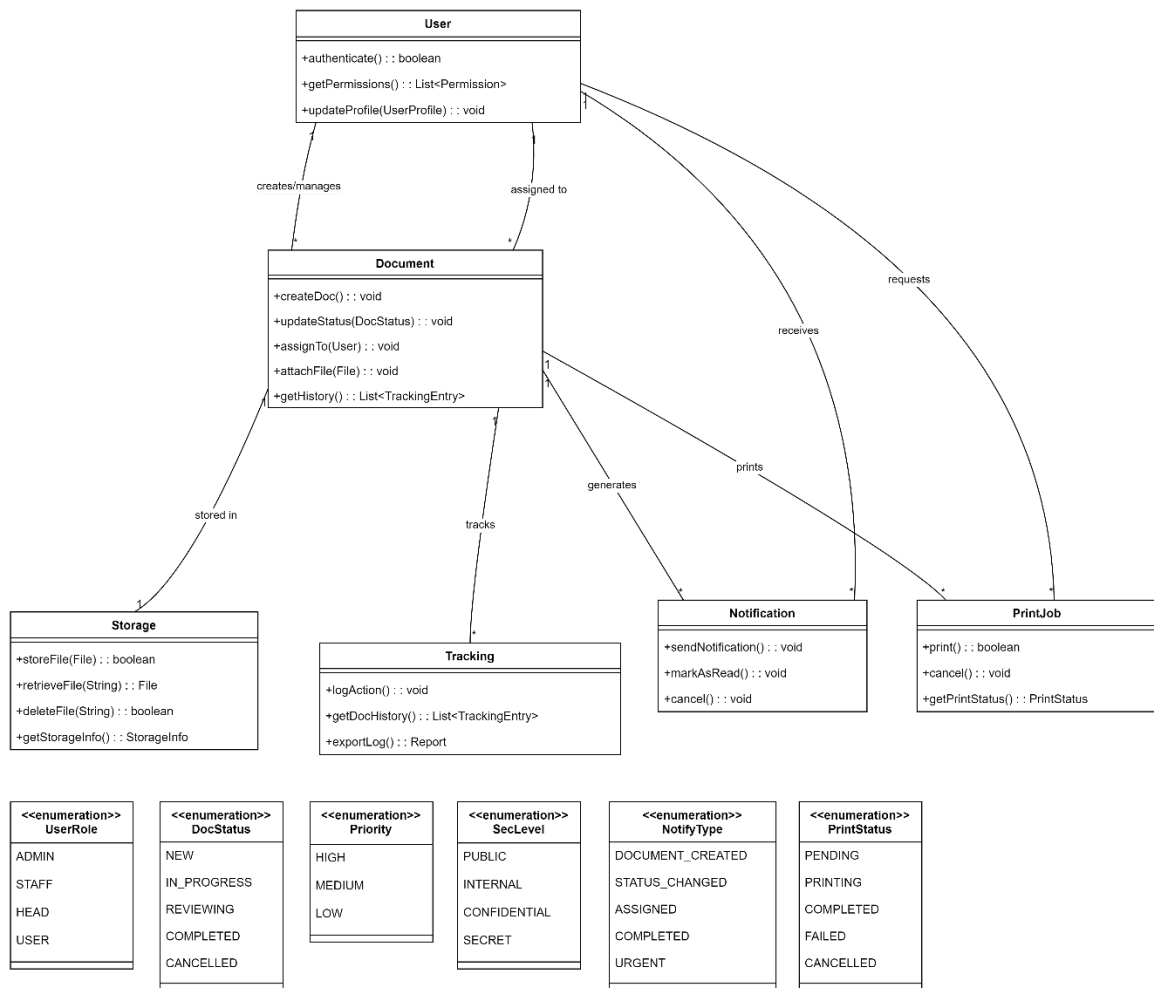 User
+authenticate() : : boolean
+getPermissions() : : List<Permission>
+updateProfile(UserProfile) : : void
1
1
1
creates/manages
assigned to
*
*
Document
+createDoc() : : void
+updateStatus(DocStatus) : : void
+assignTo(User) : : void
+attachFile(File) : : void
+getHistory() : : List<TrackingEntry>
1
1
1
1
requests
receives
prints
generates
stored in
tracks
1
*
*
*
*
*
Storage
+storeFile(File) : : boolean
+retrieveFile(String) : : File
+deleteFile(String) : : boolean
+getStorageInfo() : : StorageInfo
Tracking
+logAction() : : void
+getDocHistory() : : List<TrackingEntry>
+exportLog() : : Report
Notification
+sendNotification() : : void
+markAsRead() : : void
+cancel() : : void
PrintJob
+print() : : boolean
+cancel() : : void
+getPrintStatus() : : PrintStatus
<<enumeration>>
UserRole
ADMIN
STAFF
HEAD
USER
<<enumeration>>
DocStatus
NEW
IN_PROGRESS
REVIEWING
COMPLETED
CANCELLED
<<enumeration>>
Priority
HIGH
MEDIUM
LOW
<<enumeration>>
SecLevel
PUBLIC
INTERNAL
CONFIDENTIAL
SECRET
<<enumeration>>
NotifyType
DOCUMENT_CREATED
STATUS_CHANGED
ASSIGNED
COMPLETED
URGENT
<<enumeration>>
PrintStatus
PENDING
PRINTING
COMPLETED
FAILED
CANCELLED